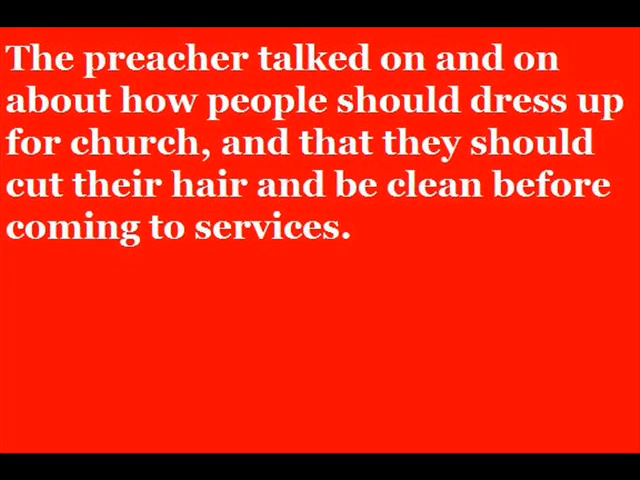 The preacher talked on and on
about how people should dress up
for church, and that they should
cut their hair and be clean before
coming to services.